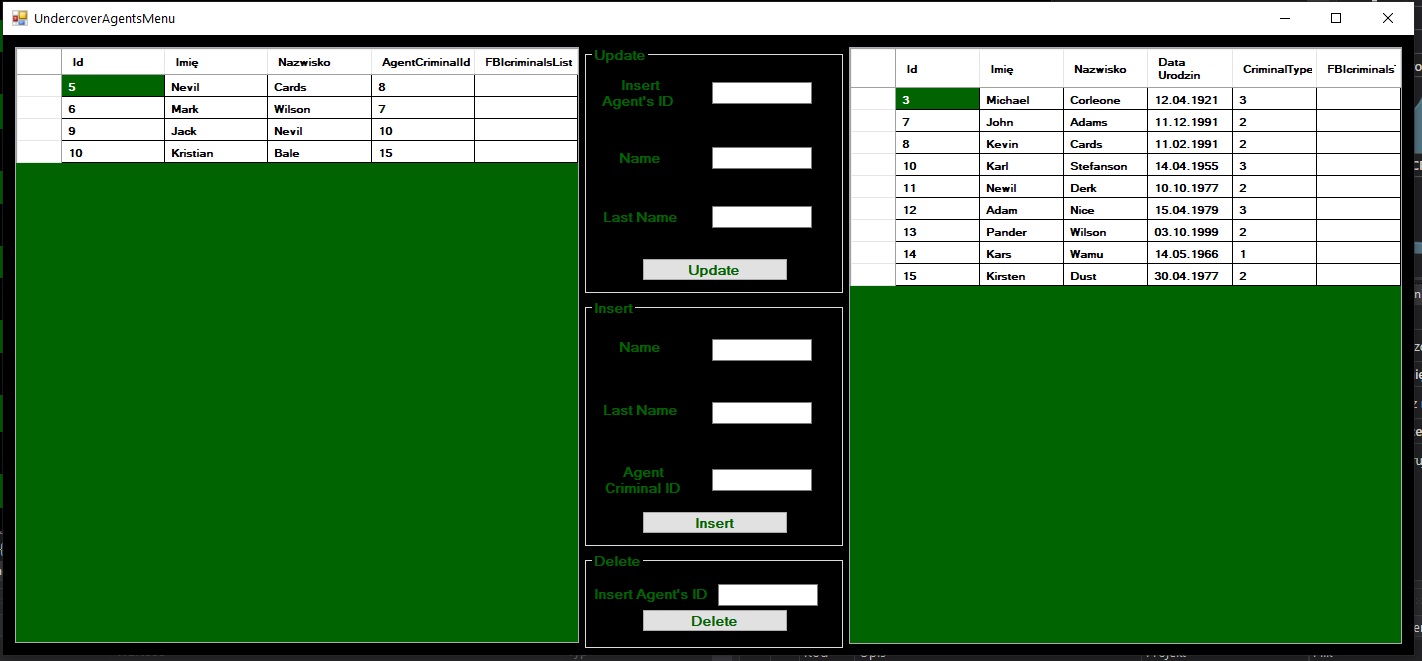 UndercoverAgentsMenu
Id Imię Nazwisko AgentCriminalId FBIcriminalsList
5 Nevil Cards 8
6 Mark Wilson 7
9 Jack Nevil 10
10 Kristian Bale 15
Update
Insert
Agent's ID
Name
Last Name
Update
Insert
Name
Last Name
Agent
Criminal ID
Insert
Delete
Insert Agent's ID
Delete
Id Imię Nazwisko Data Urodzin CriminalType FBIcriminals
3 Michael Corleone 12.04.1921 3
7 John Adams 11.12.1991 2
8 Kevin Cards 11.02.1991 2
10 Karl Stefanson 14.04.1955 3
11 Newil Derk 10.10.1977 2
12 Adam Nice 15.04.1979 3
13 Pander Wilson 03.10.1999 2
14 Kars Wamu 14.05.1966 1
15 Kirsten Dust 30.04.1977 2